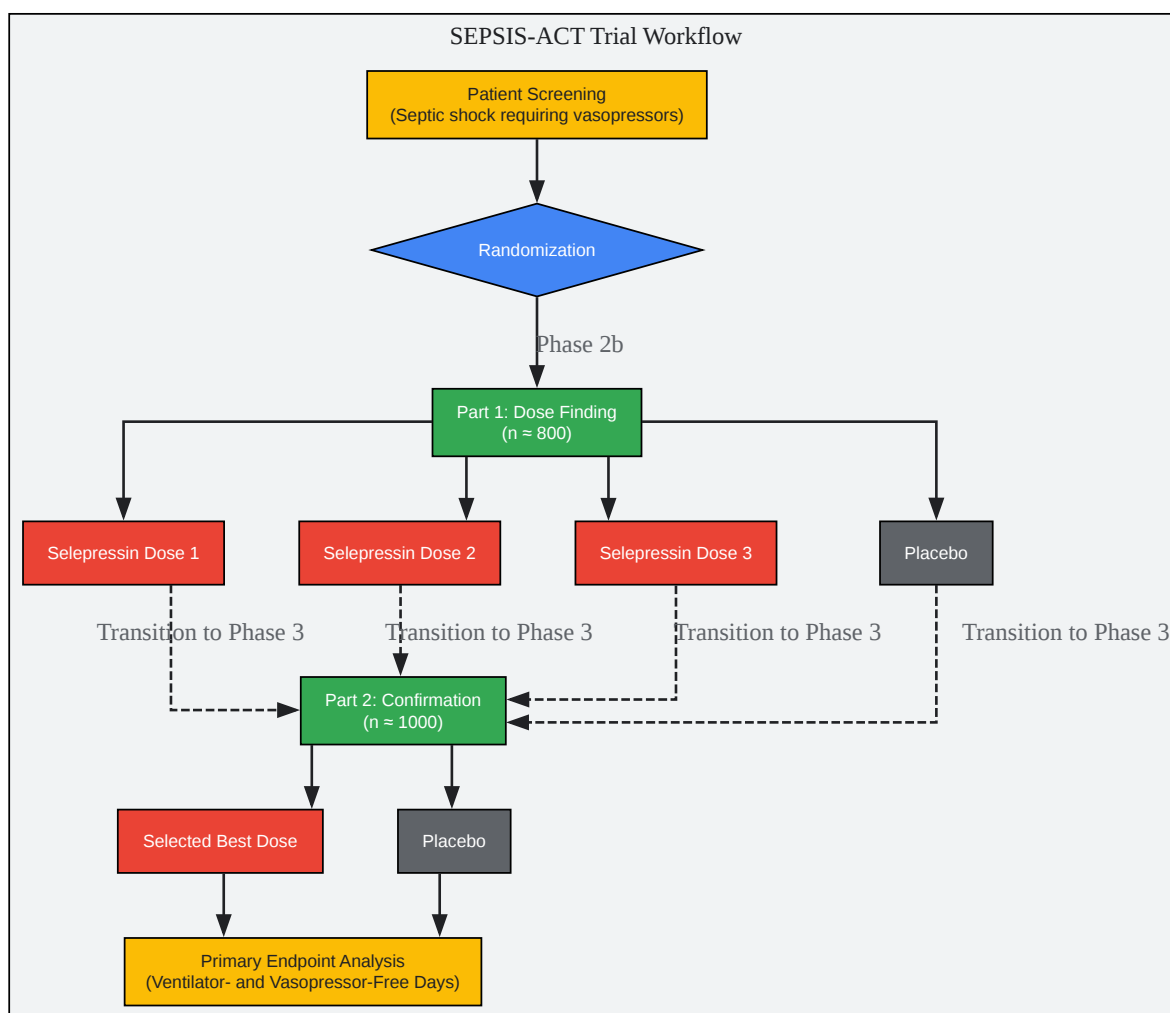 SEPSIS-ACT Trial Workflow
Patient Screening
(Septic shock requiring vasopressors)
Randomization
Phase 2b
Part 1: Dose Finding
(n ≈ 800)
Selepressin Dose 1
Selepressin Dose 2
Selepressin Dose 3
Placebo
Transition to Phase 3
Transition to Phase 3
Transition to Phase 3
Transition to Phase 3
Part 2: Confirmation
(n ≈ 1000)
Selected Best Dose
Placebo
Primary Endpoint Analysis
(Ventilator- and Vasopressor-Free Days)